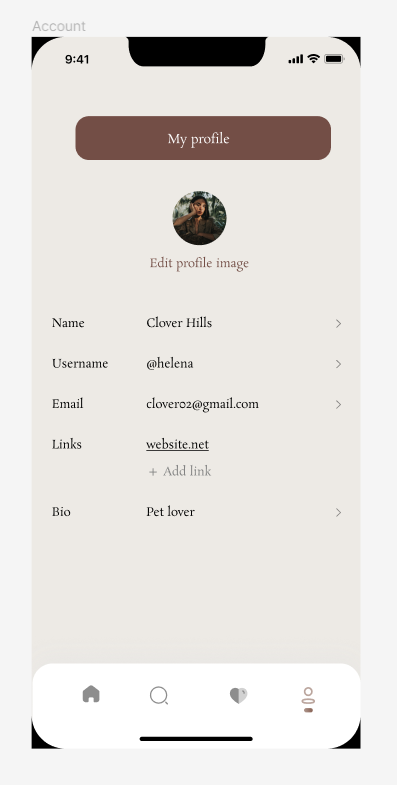 Account
9:41
My profile
Edit profile image
Name Clover Hills
Username @helena
Email clover02@gmail.com
Links website.net
+ Add link
Bio Pet lover